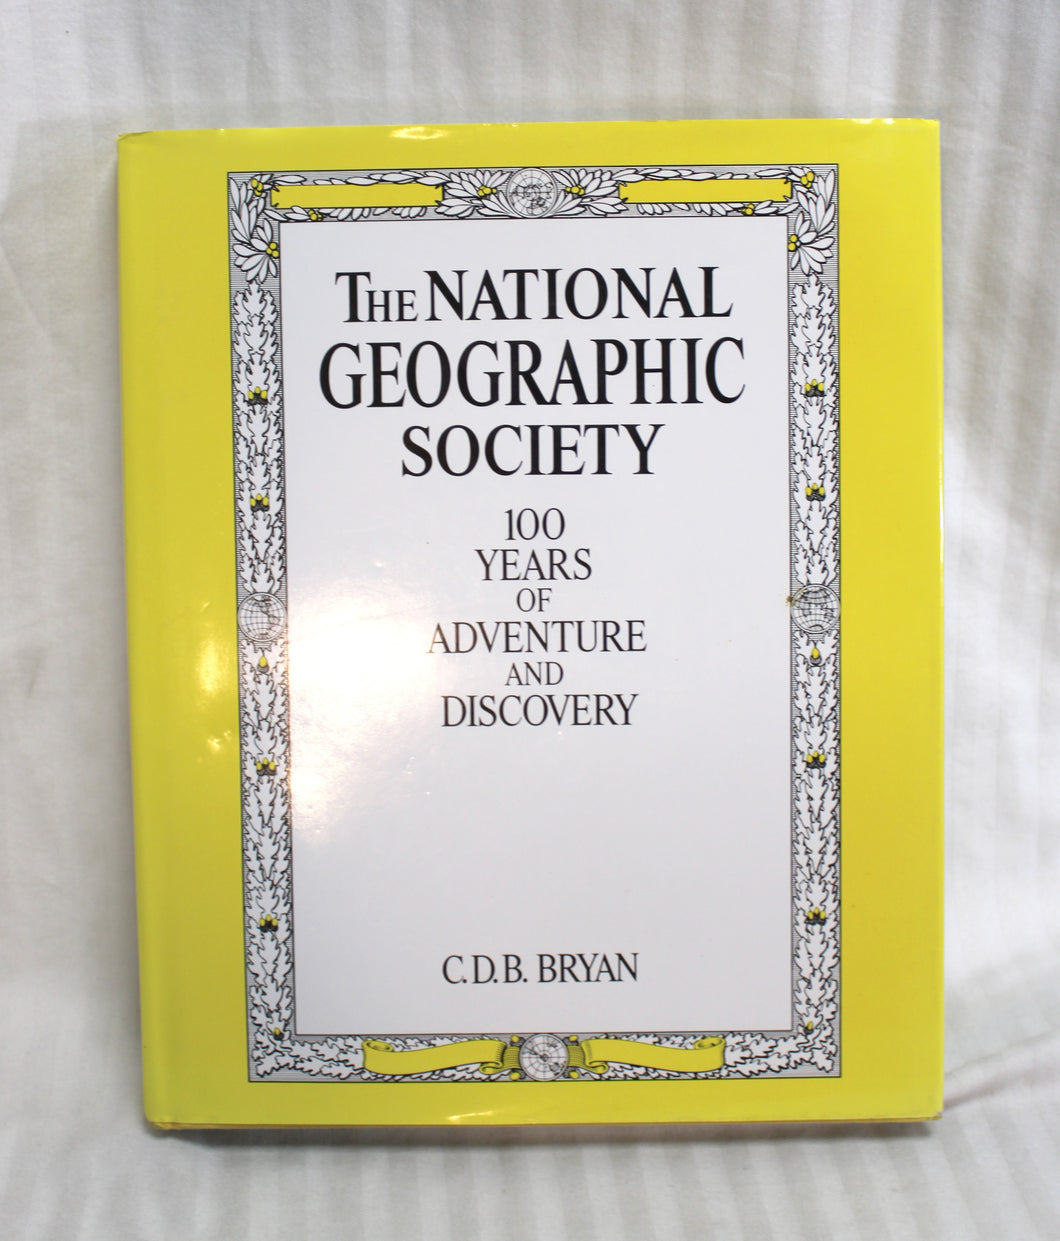 THE NATIONAL
GEOGRAPHIC
SOCIETY
100
YEARS
OF
ADVENTURE
AND
DISCOVERY
C.D.B. BRYAN